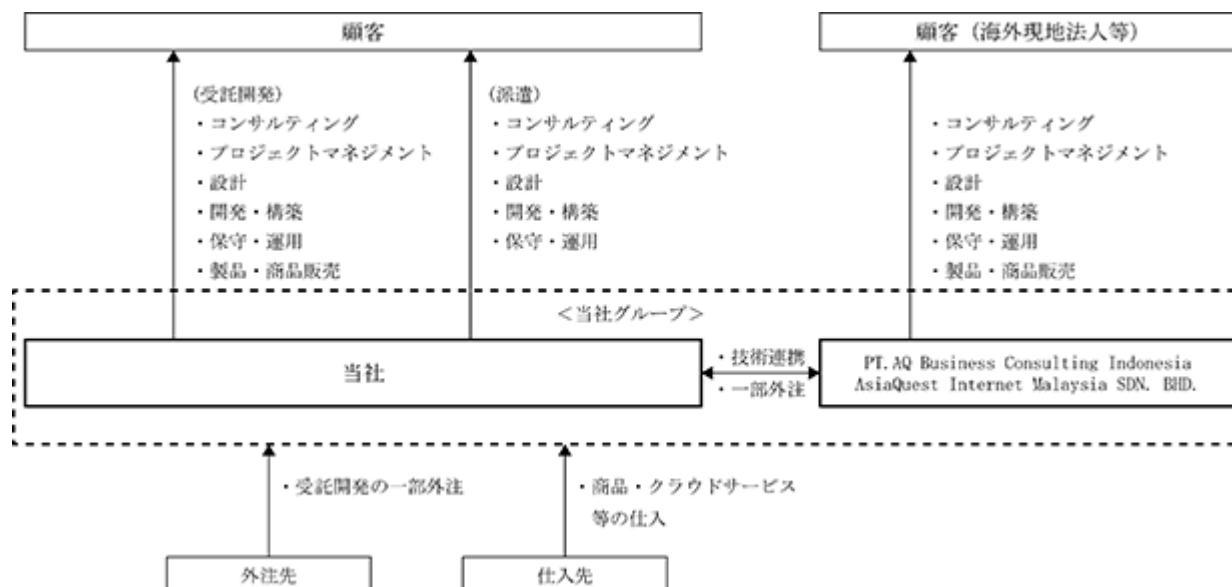 顧客
顧客（海外現地法人等）
(受託開発)
・コンサルティング
・プロジェクトマネジメント
・設計
・開発・構築
・保守・運用
・製品・商品販売
(派遣)
・コンサルティング
・プロジェクトマネジメント
・設計
・開発・構築
・保守・運用
・コンサルティング
・プロジェクトマネジメント
・設計
・開発・構築
・保守・運用
・製品・商品販売
＜当社グループ＞
当社
・技術連携
・一部外注
PT.AQ Business Consulting Indonesia
AsiaQuest Internet Malaysia SDN. BHD.
・受託開発の一部外注
・商品・クラウドサービス
等の仕入
外注先
仕入先